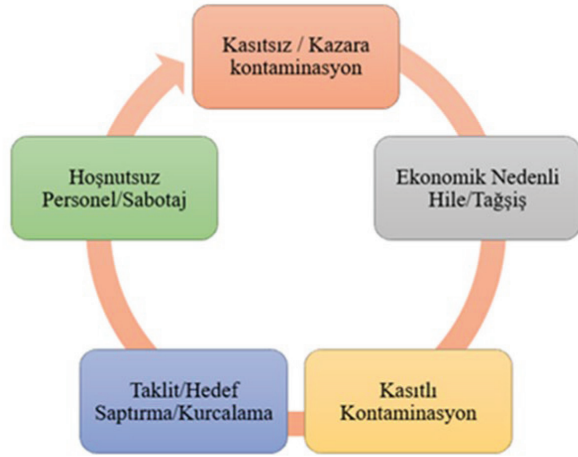 Kasıtsız / Kazara
kontaminasyon
Ekonomik Nedenli
Hile/Tağşiş
Kasıtlı
Kontaminasyon
Taklit/Hedef
Saptırma/Kurcalama
Hoşnutsuz
Personel/Sabotaj